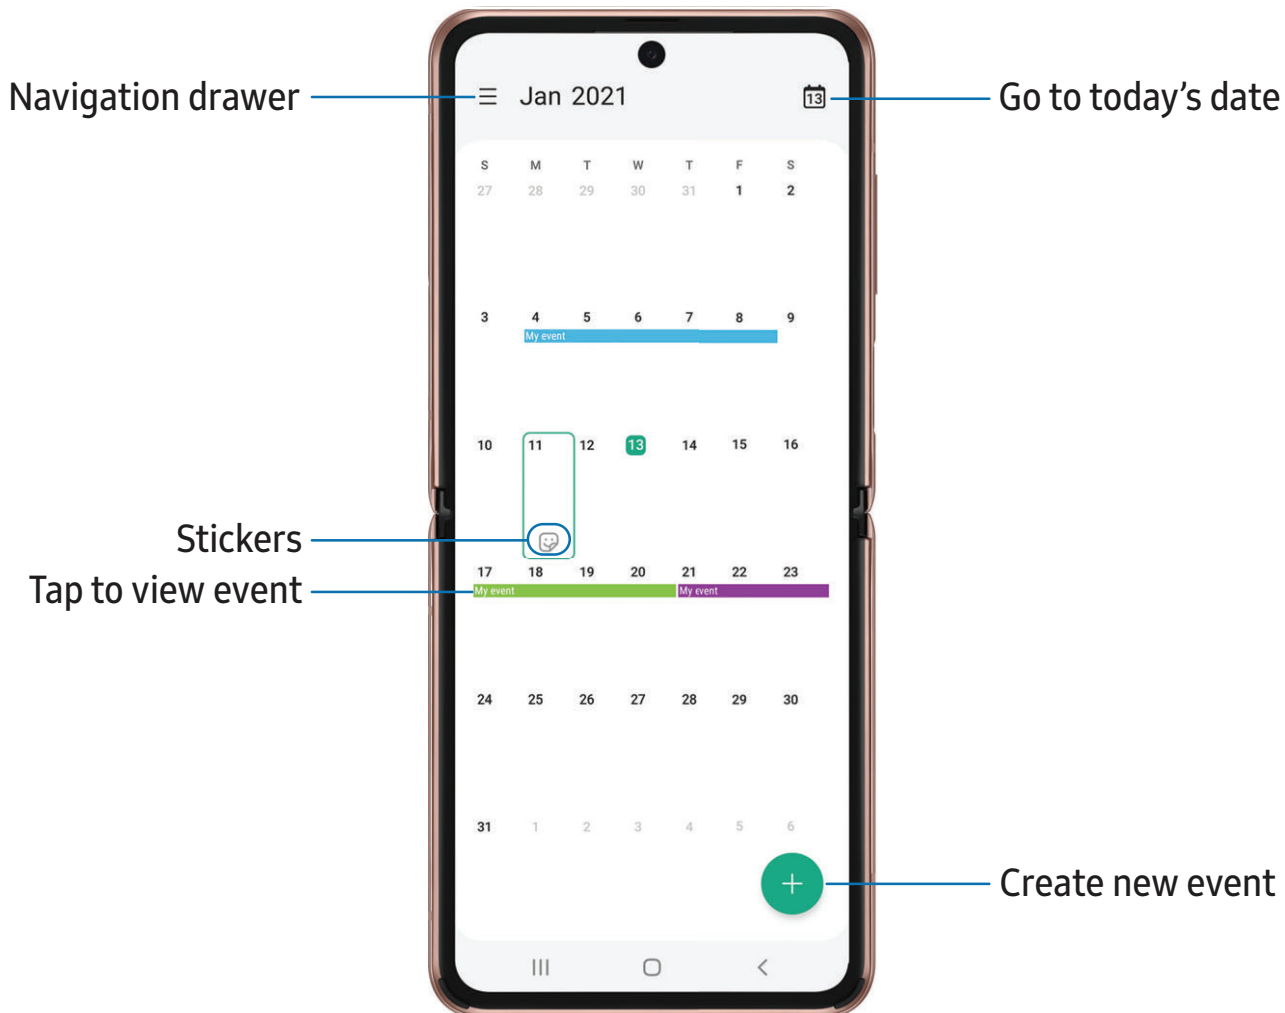 Navigation drawer
Jan 2021
13
Go to today's date
S M T W T F S
27 28 29 30 31 1 2
3 4 5 6 7 8 9
My event
10 11 12 13 14 15 16
Stickers
17 18 19 20 21 22 23
Tap to view event
My event My event
24 25 26 27 28 29 30
31 1 2 3 4 5 6
Create new event